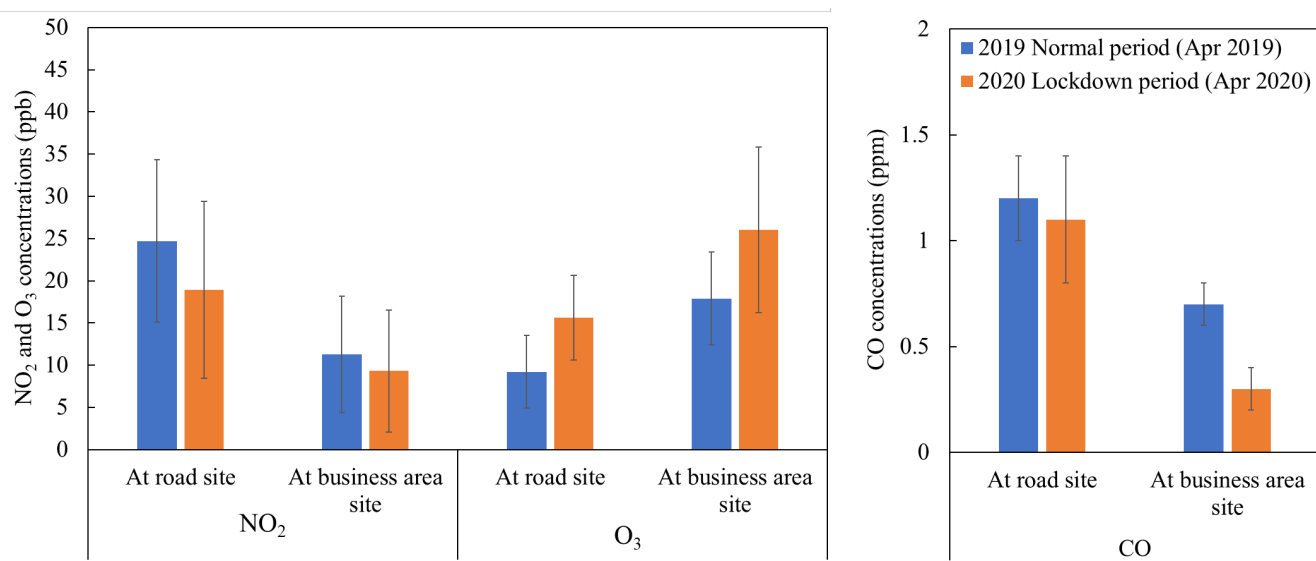 NO₂ and O₃ concentrations (ppb)
50
45
40
35
30
25
20
15
10
5
0
At road site
At business area
site
At road site
At business area
site
NO₂
O₃
CO concentrations (ppm)
2
1.5
1
0.5
0
2019 Normal period (Apr 2019)
2020 Lockdown period (Apr 2020)
At road site
At business area
site
CO